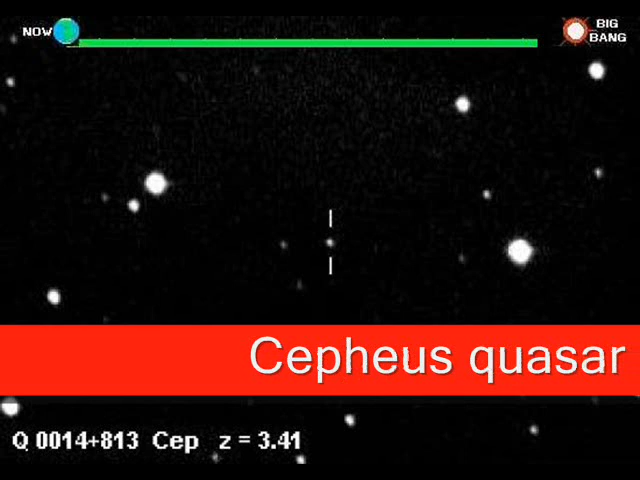 NOW
BIG
BANG
Cepheus quasar
Q 0014+813 Cep z = 3.41